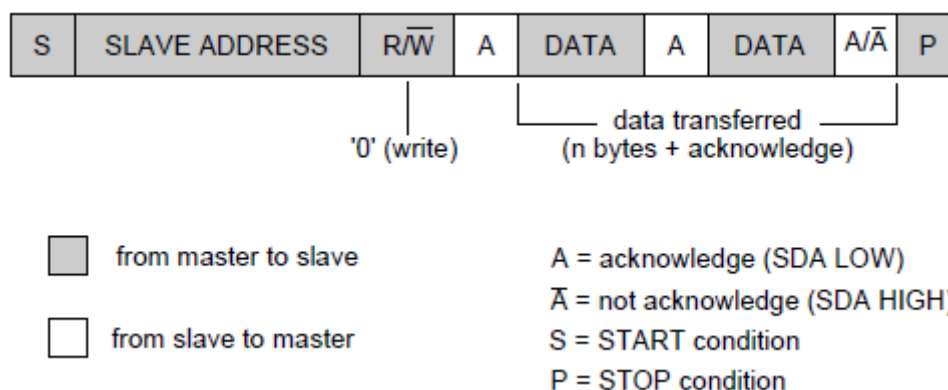 S SLAVE ADDRESS R/W̅ A DATA A DATA A/A̅ P
data transferred
'0' (write) (n bytes + acknowledge)
from master to slave
A = acknowledge (SDA LOW)
A̅ = not acknowledge (SDA HIGH)
from slave to master
S = START condition
P = STOP condition